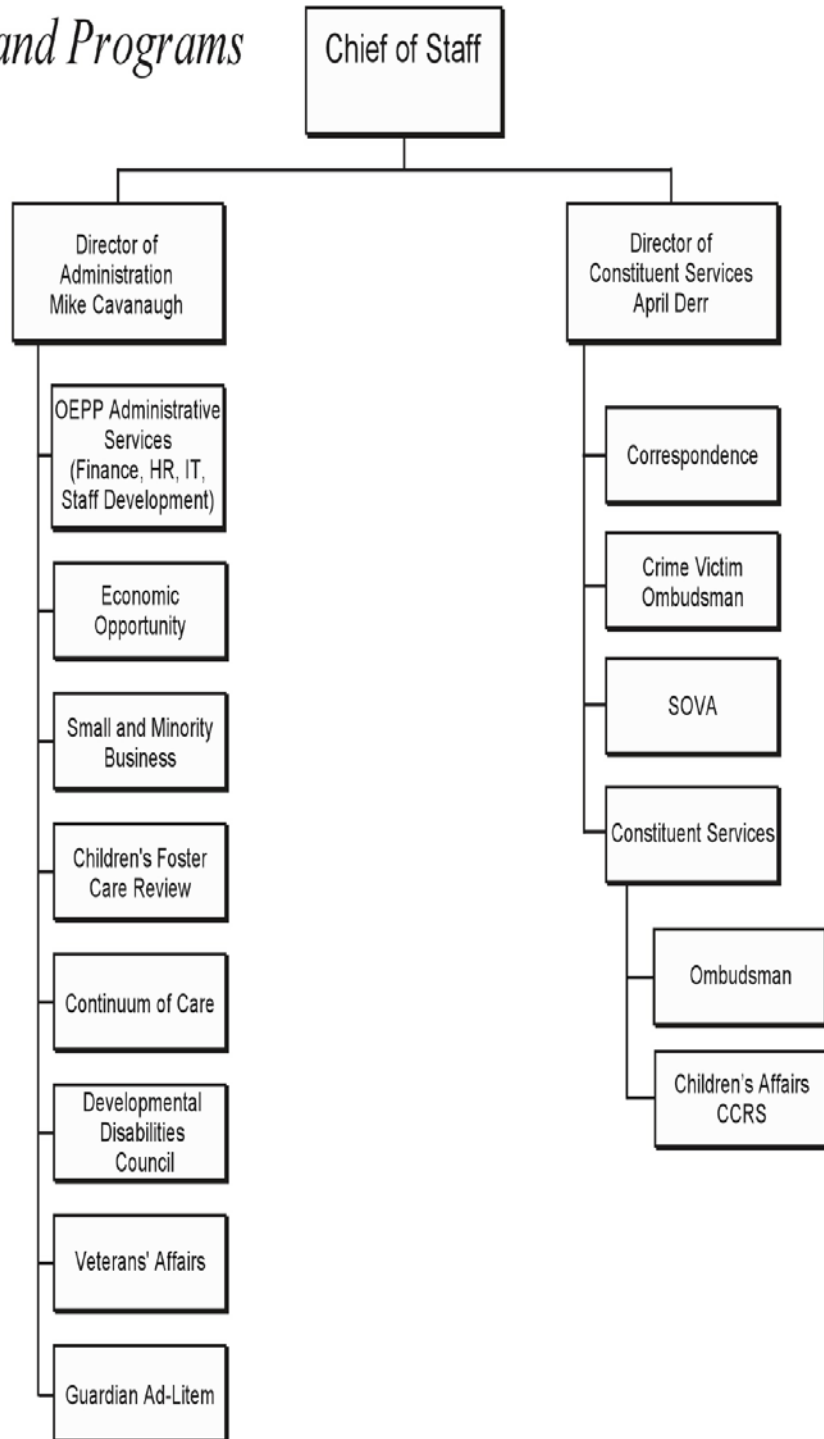 and Programs
Chief of Staff
Director of
Administration
Mike Cavanaugh
OEPP Administrative
Services
(Finance, HR, IT,
Staff Development)
Economic
Opportunity
Small and Minority
Business
Children's Foster
Care Review
Continuum of Care
Developmental
Disabilities
Council
Veterans' Affairs
Guardian Ad-Litem
Director of
Constituent Services
April Derr
Correspondence
Crime Victim
Ombudsman
SOVA
Constituent Services
Ombudsman
Children’s Affairs
CCRS